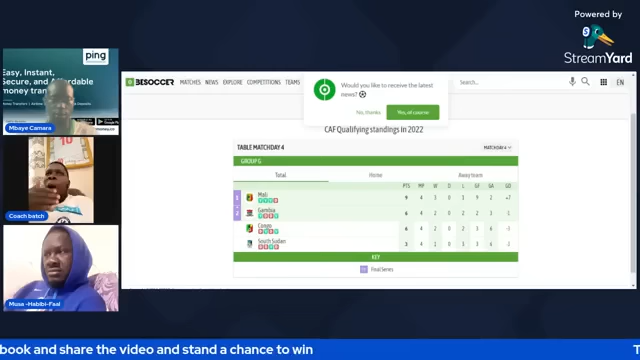 Powered by
StreamYard
ping
Easy, Instant,
Secure, and Affordable
money tran
Mbaye Camara
Coach batch
Musa -Habibi-Faal
BESOCCER
MATCHES NEWS EXPLORE COMPETITIONS TEAMS
Search...
EN
Would you like to receive the latest
news?
No, thanks
Yes, of course
CAF Qualifying standings in 2022
TABLE MATCHDAY 4
MATCHDAY 4
GROUP G
Total Home Away team
PTS MP W D L GF GA GD
1 Mali 9 4 3 0 1 9 2 +7
2 Gambia 6 4 2 0 2 2 3 -1
Congo 6 4 2 0 2 3 6
South Sudan 3 4 1 0 3 3 6
KEY
Final Series
book and share the video and stand a chance to win
T